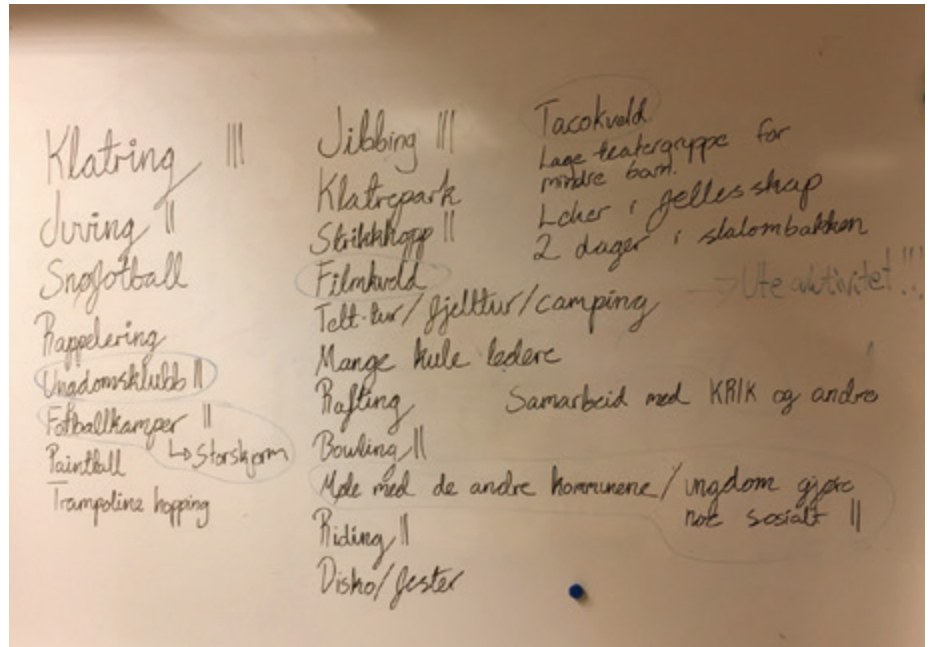 Klatring |||
Juving ||
Snøfotball
Rappelering
Ungdomsklubb ||
Fotballkamper ||
↳ Storskjerm
Paintball
Trampoline hopping
Jibbing |||
Klatrepark
Strikkhopp ||
Filmkveld
Telt-tur/fjelltur/camping
Mange kule ledere
Rafting
Bowling ||
Møte med de andre kommunene/ungdom gjøre
noe sosialt ||
Riding ||
Disko/fester
Tacokveld
Lage teatergruppe for
mindre barn.
Leker i fellesskap
2 dager i slalombakken
→ Ute aktivitet!!!
Samarbeid med KRIK og andre